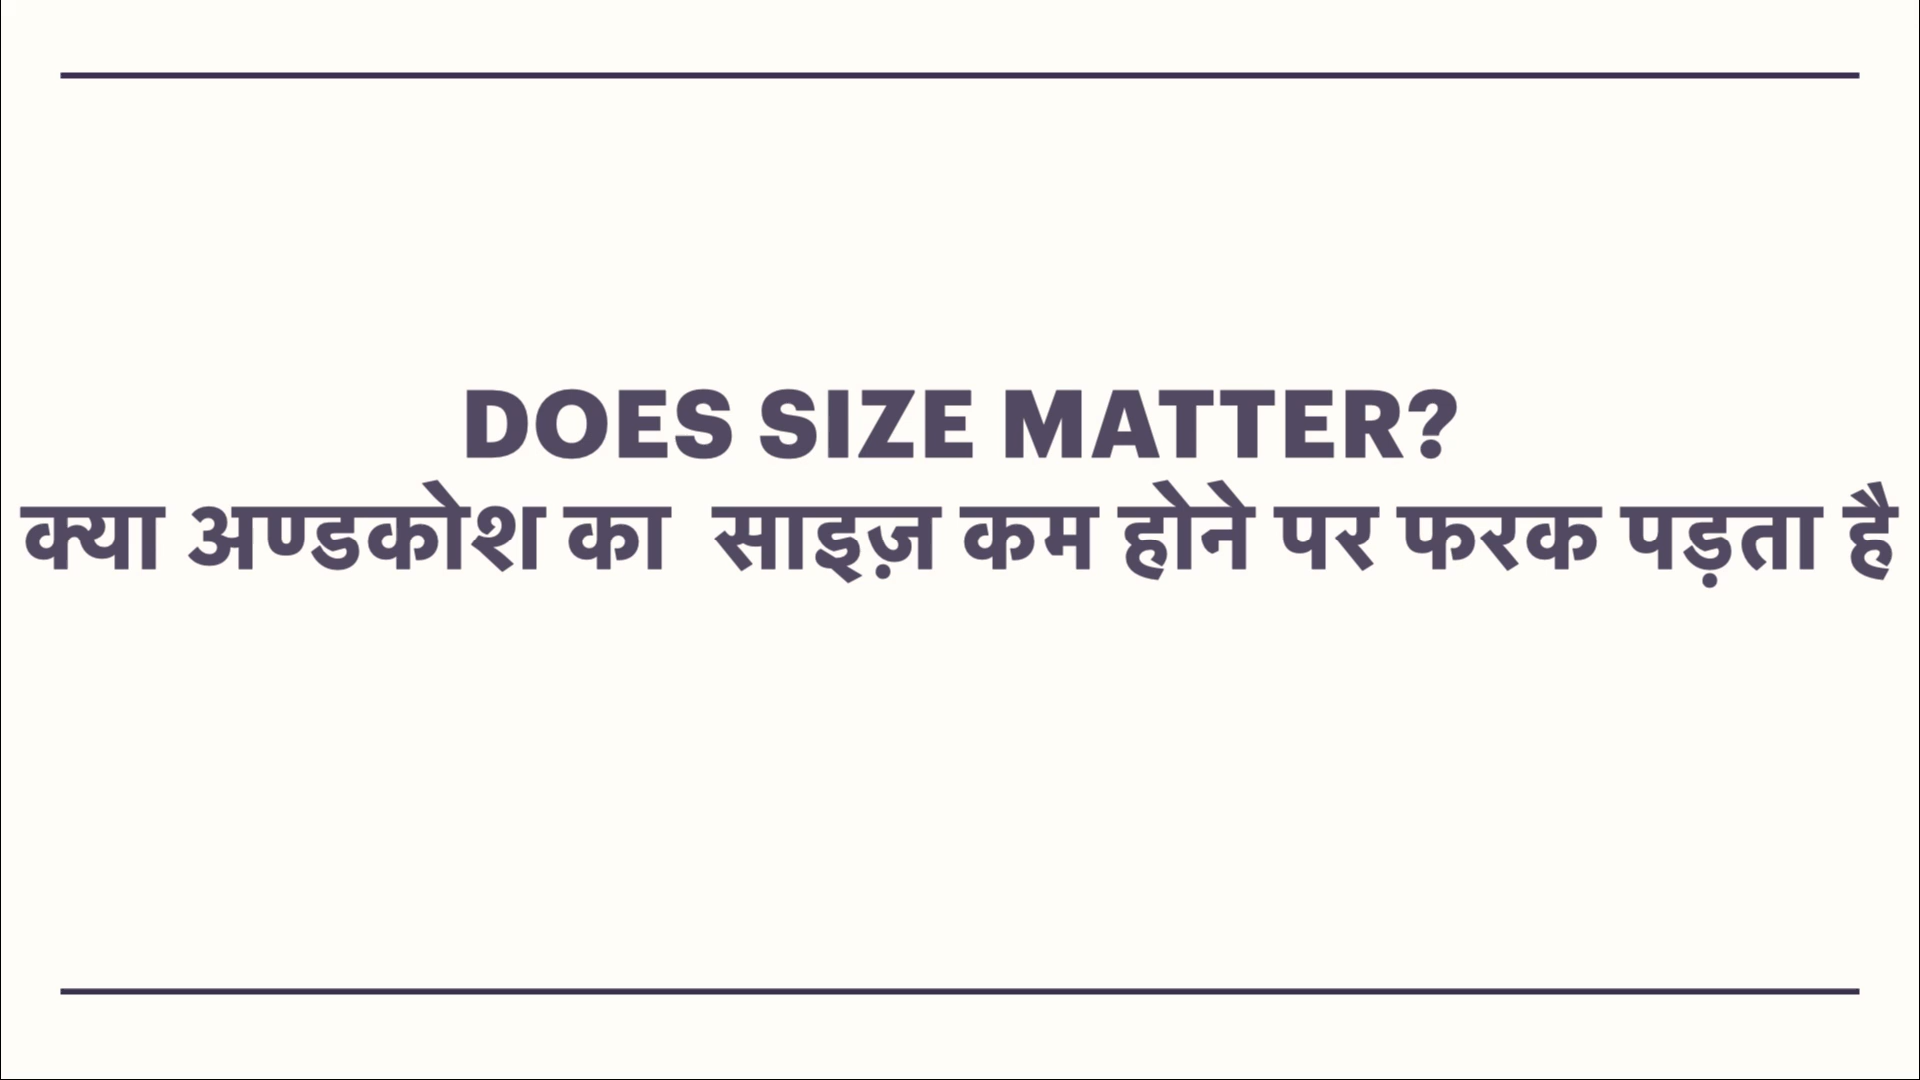 DOES SIZE MATTER?
क्या अण्डकोश का साइज़ कम होने पर फरक पड़ता है